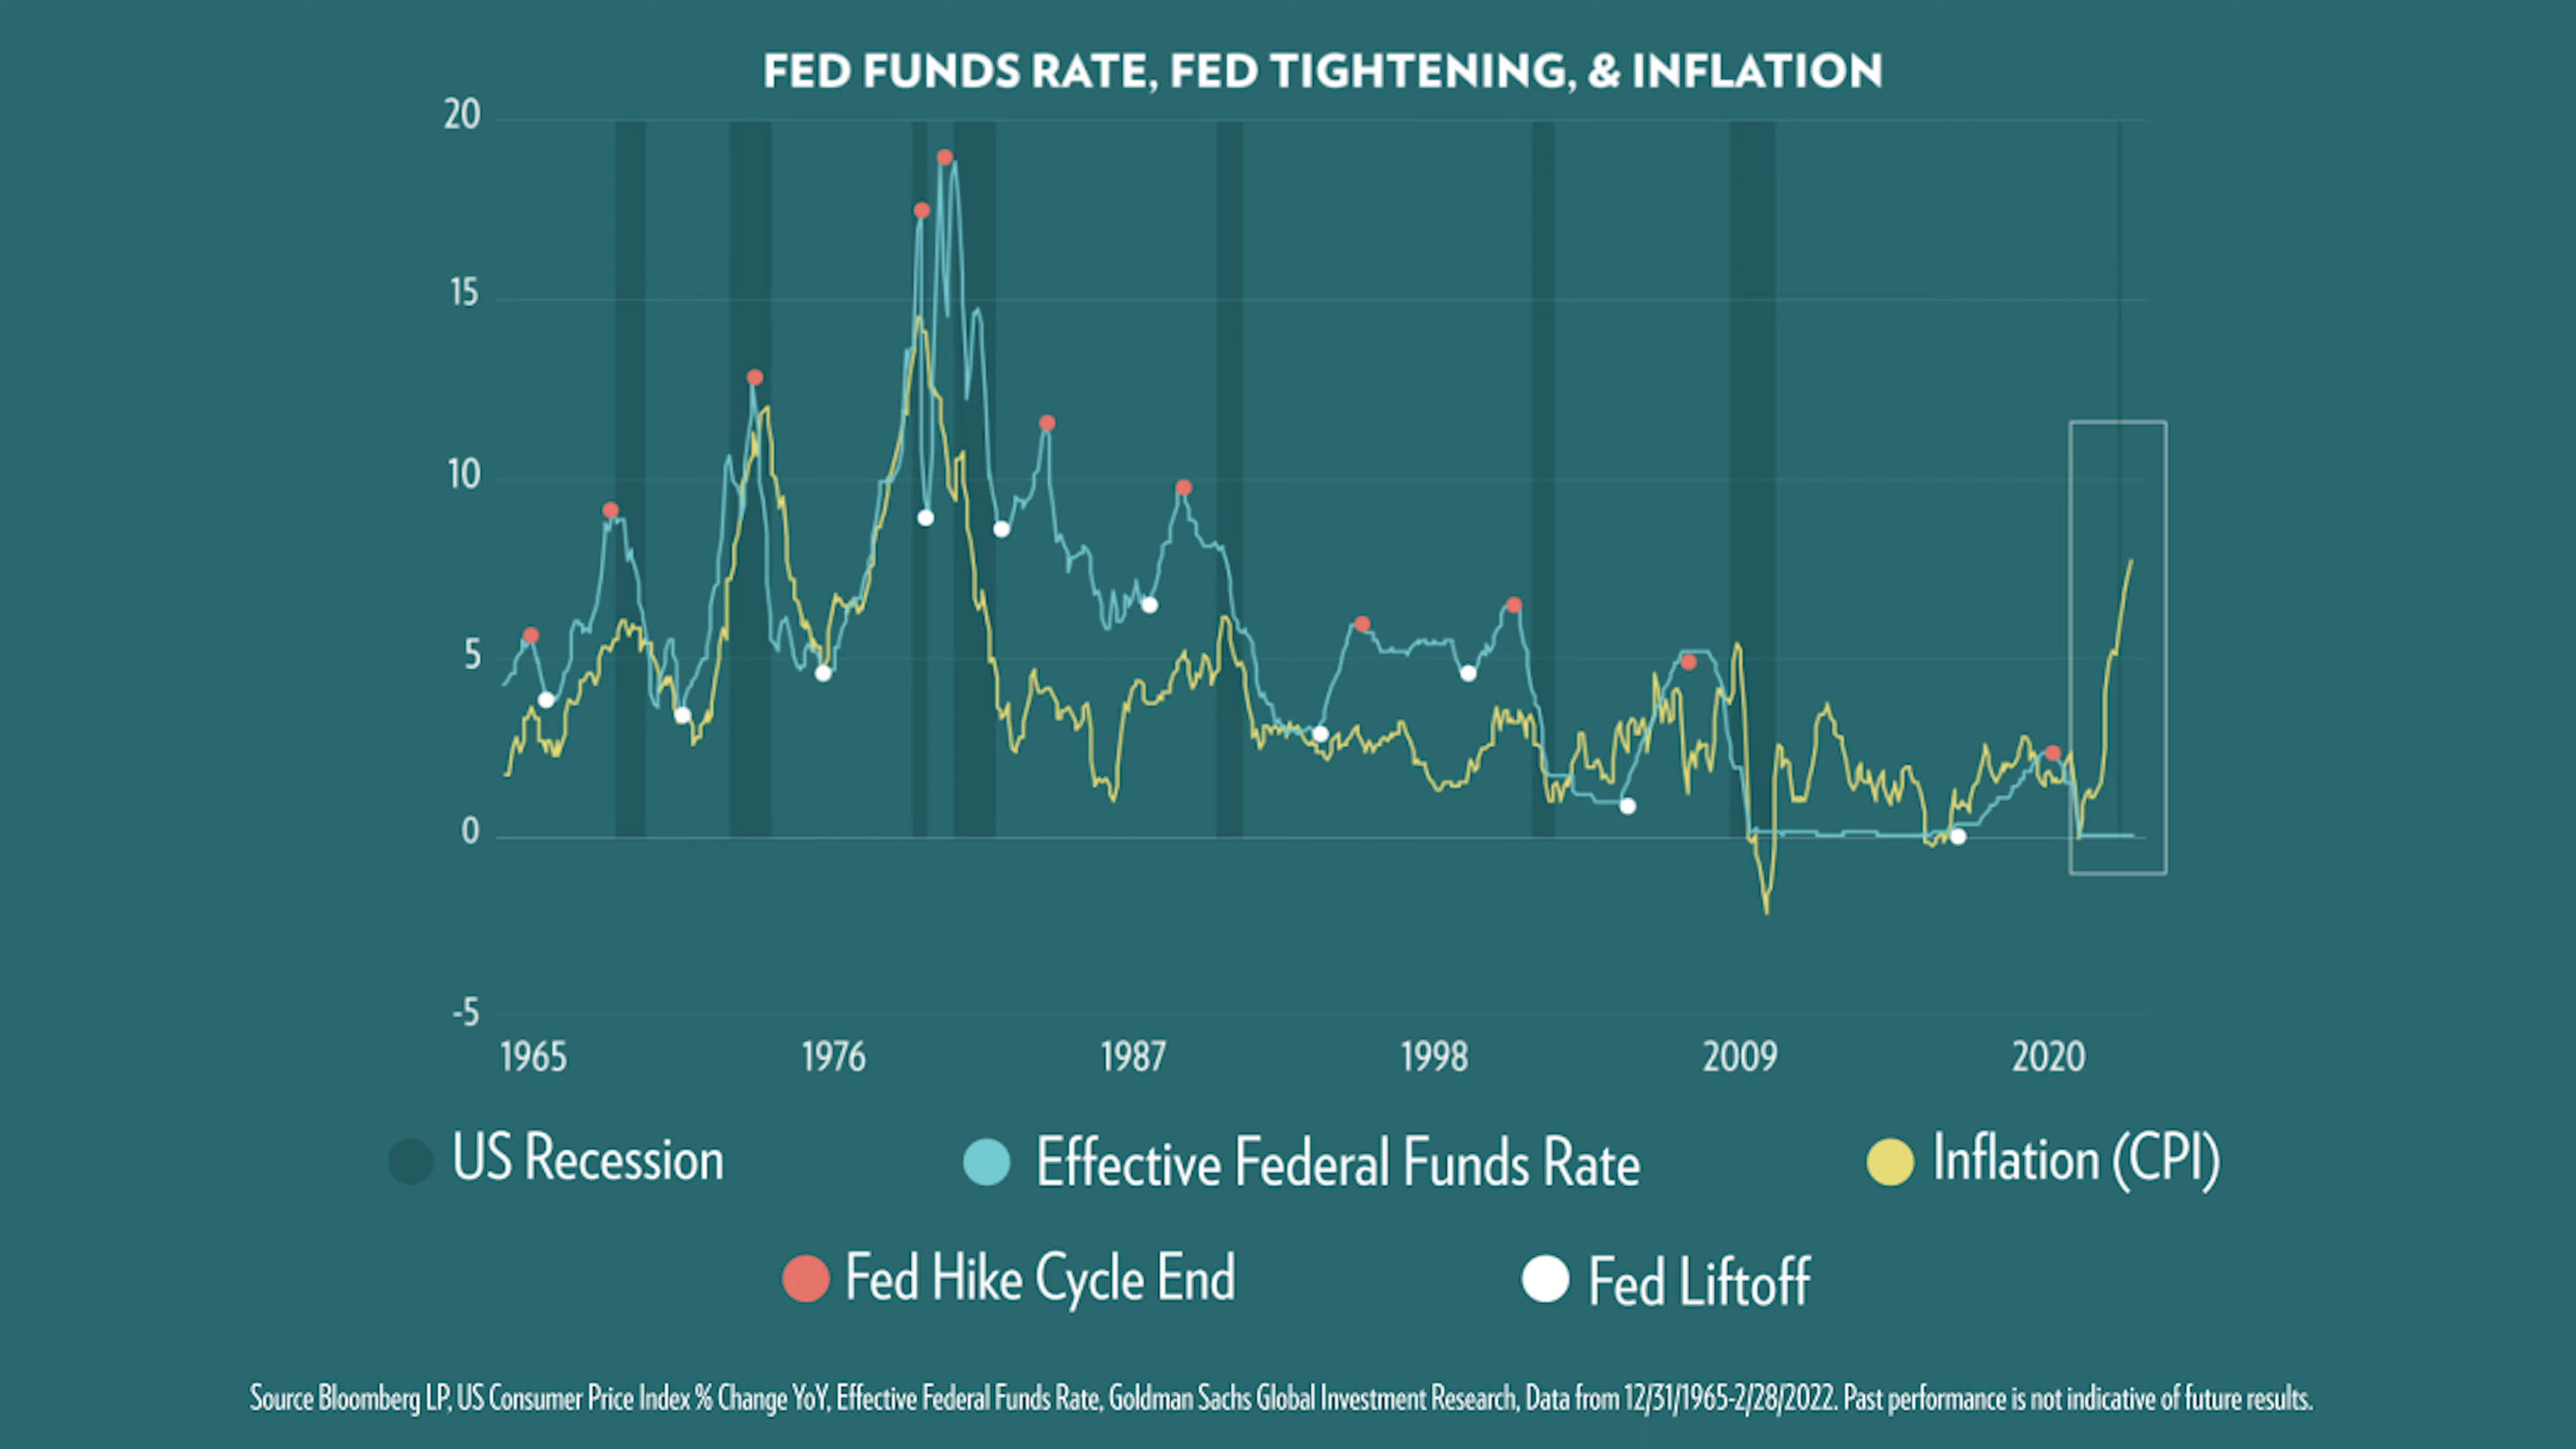 FED FUNDS RATE, FED TIGHTENING, & INFLATION
20
15
10
5
0
-5
1965 1976 1987 1998 2009 2020
US Recession Effective Federal Funds Rate Inflation (CPI)
Fed Hike Cycle End Fed Liftoff
Source Bloomberg LP, US Consumer Price Index % Change YoY, Effective Federal Funds Rate, Goldman Sachs Global Investment Research, Data from 12/31/1965-2/28/2022. Past performance is not indicative of future results.